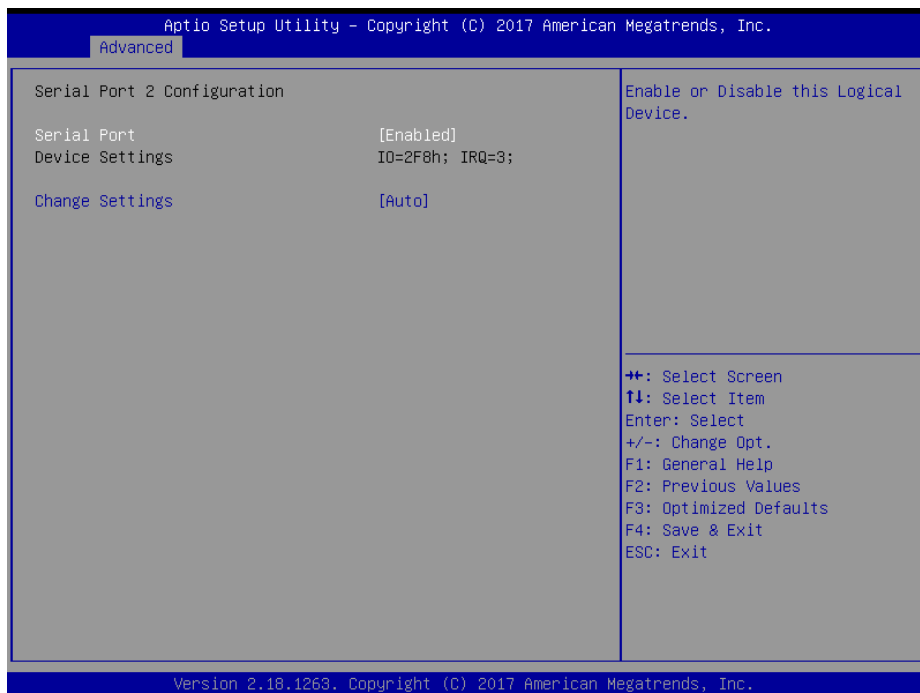 Aptio Setup Utility – Copyright (C) 2017 American Megatrends, Inc.
Advanced
Serial Port 2 Configuration
Serial Port [Enabled]
Device Settings IO=2F8h; IRQ=3;
Change Settings [Auto]
Enable or Disable this Logical
Device.
→←: Select Screen
↑↓: Select Item
Enter: Select
+/-: Change Opt.
F1: General Help
F2: Previous Values
F3: Optimized Defaults
F4: Save & Exit
ESC: Exit
Version 2.18.1263. Copyright (C) 2017 American Megatrends, Inc.